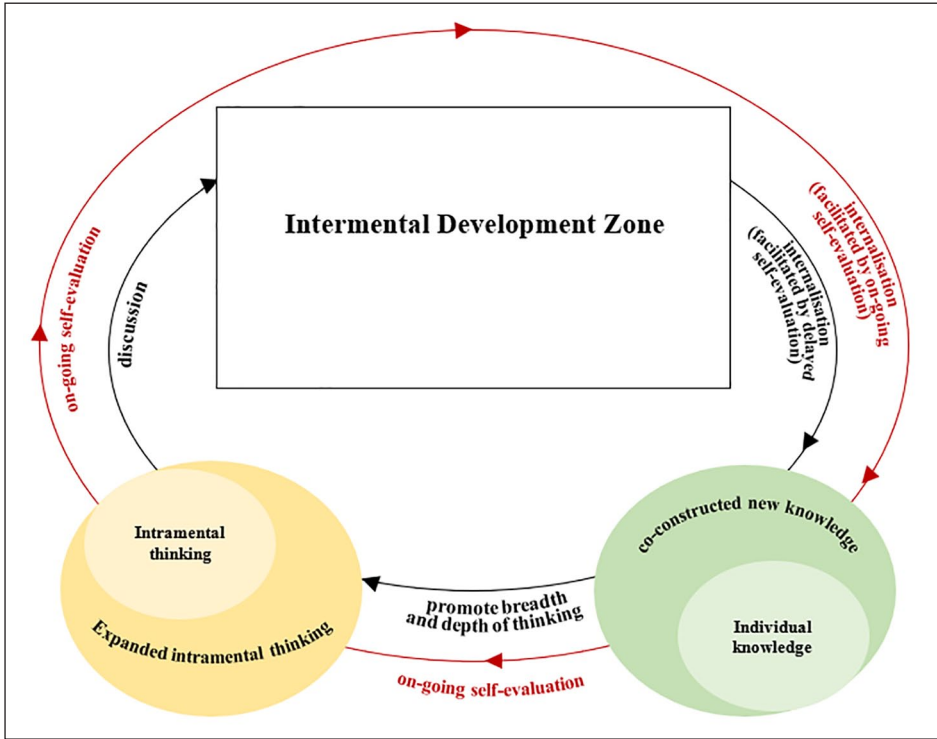 Intermental Development Zone
on-going self-evaluation
discussion
internalisation
(facilitated by delayed
self-evaluation)
internalisation
(facilitated by on-going
self-evaluation)
Intramental
thinking
Expanded intramental thinking
co-constructed new knowledge
Individual
knowledge
promote breadth
and depth of thinking
on-going self-evaluation